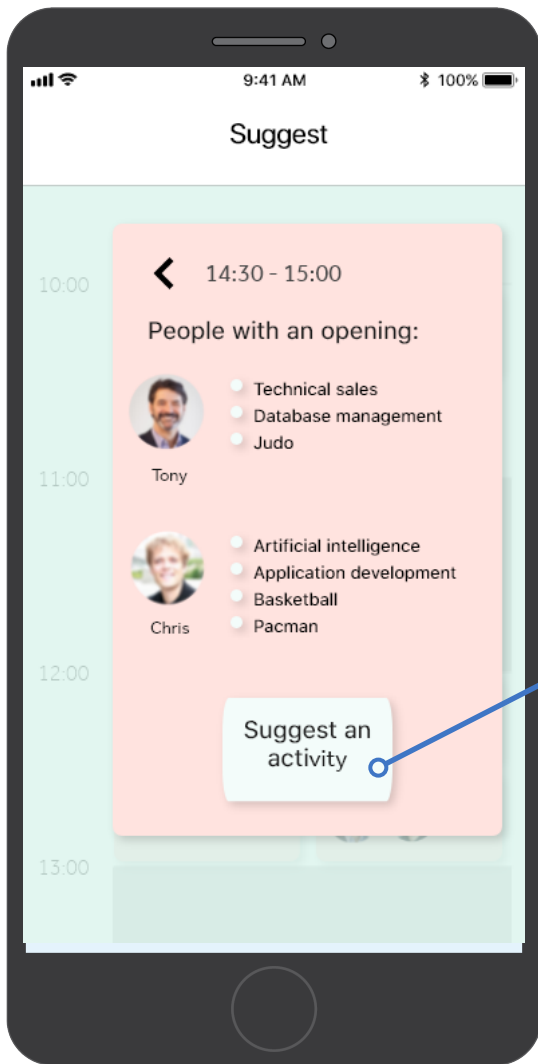 9:41 AM
100%
Suggest
10:00
14:30 - 15:00
People with an opening:
Technical sales
Database management
Judo
11:00
Tony
Artificial intelligence
Application development
Basketball
Chris
Pacman
12:00
Suggest an
activity
13:00